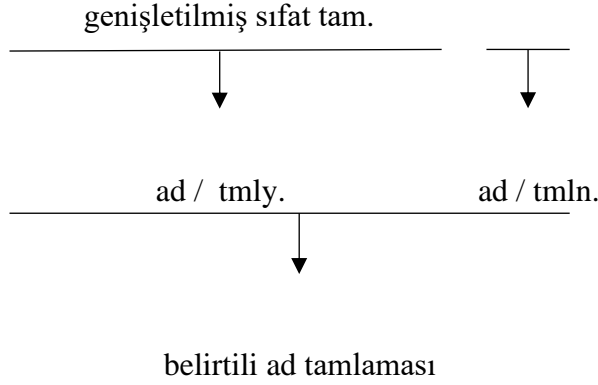 genişletilmiş sıfat tam.
ad / tmly. ad / tmln.
belirtili ad tamlaması